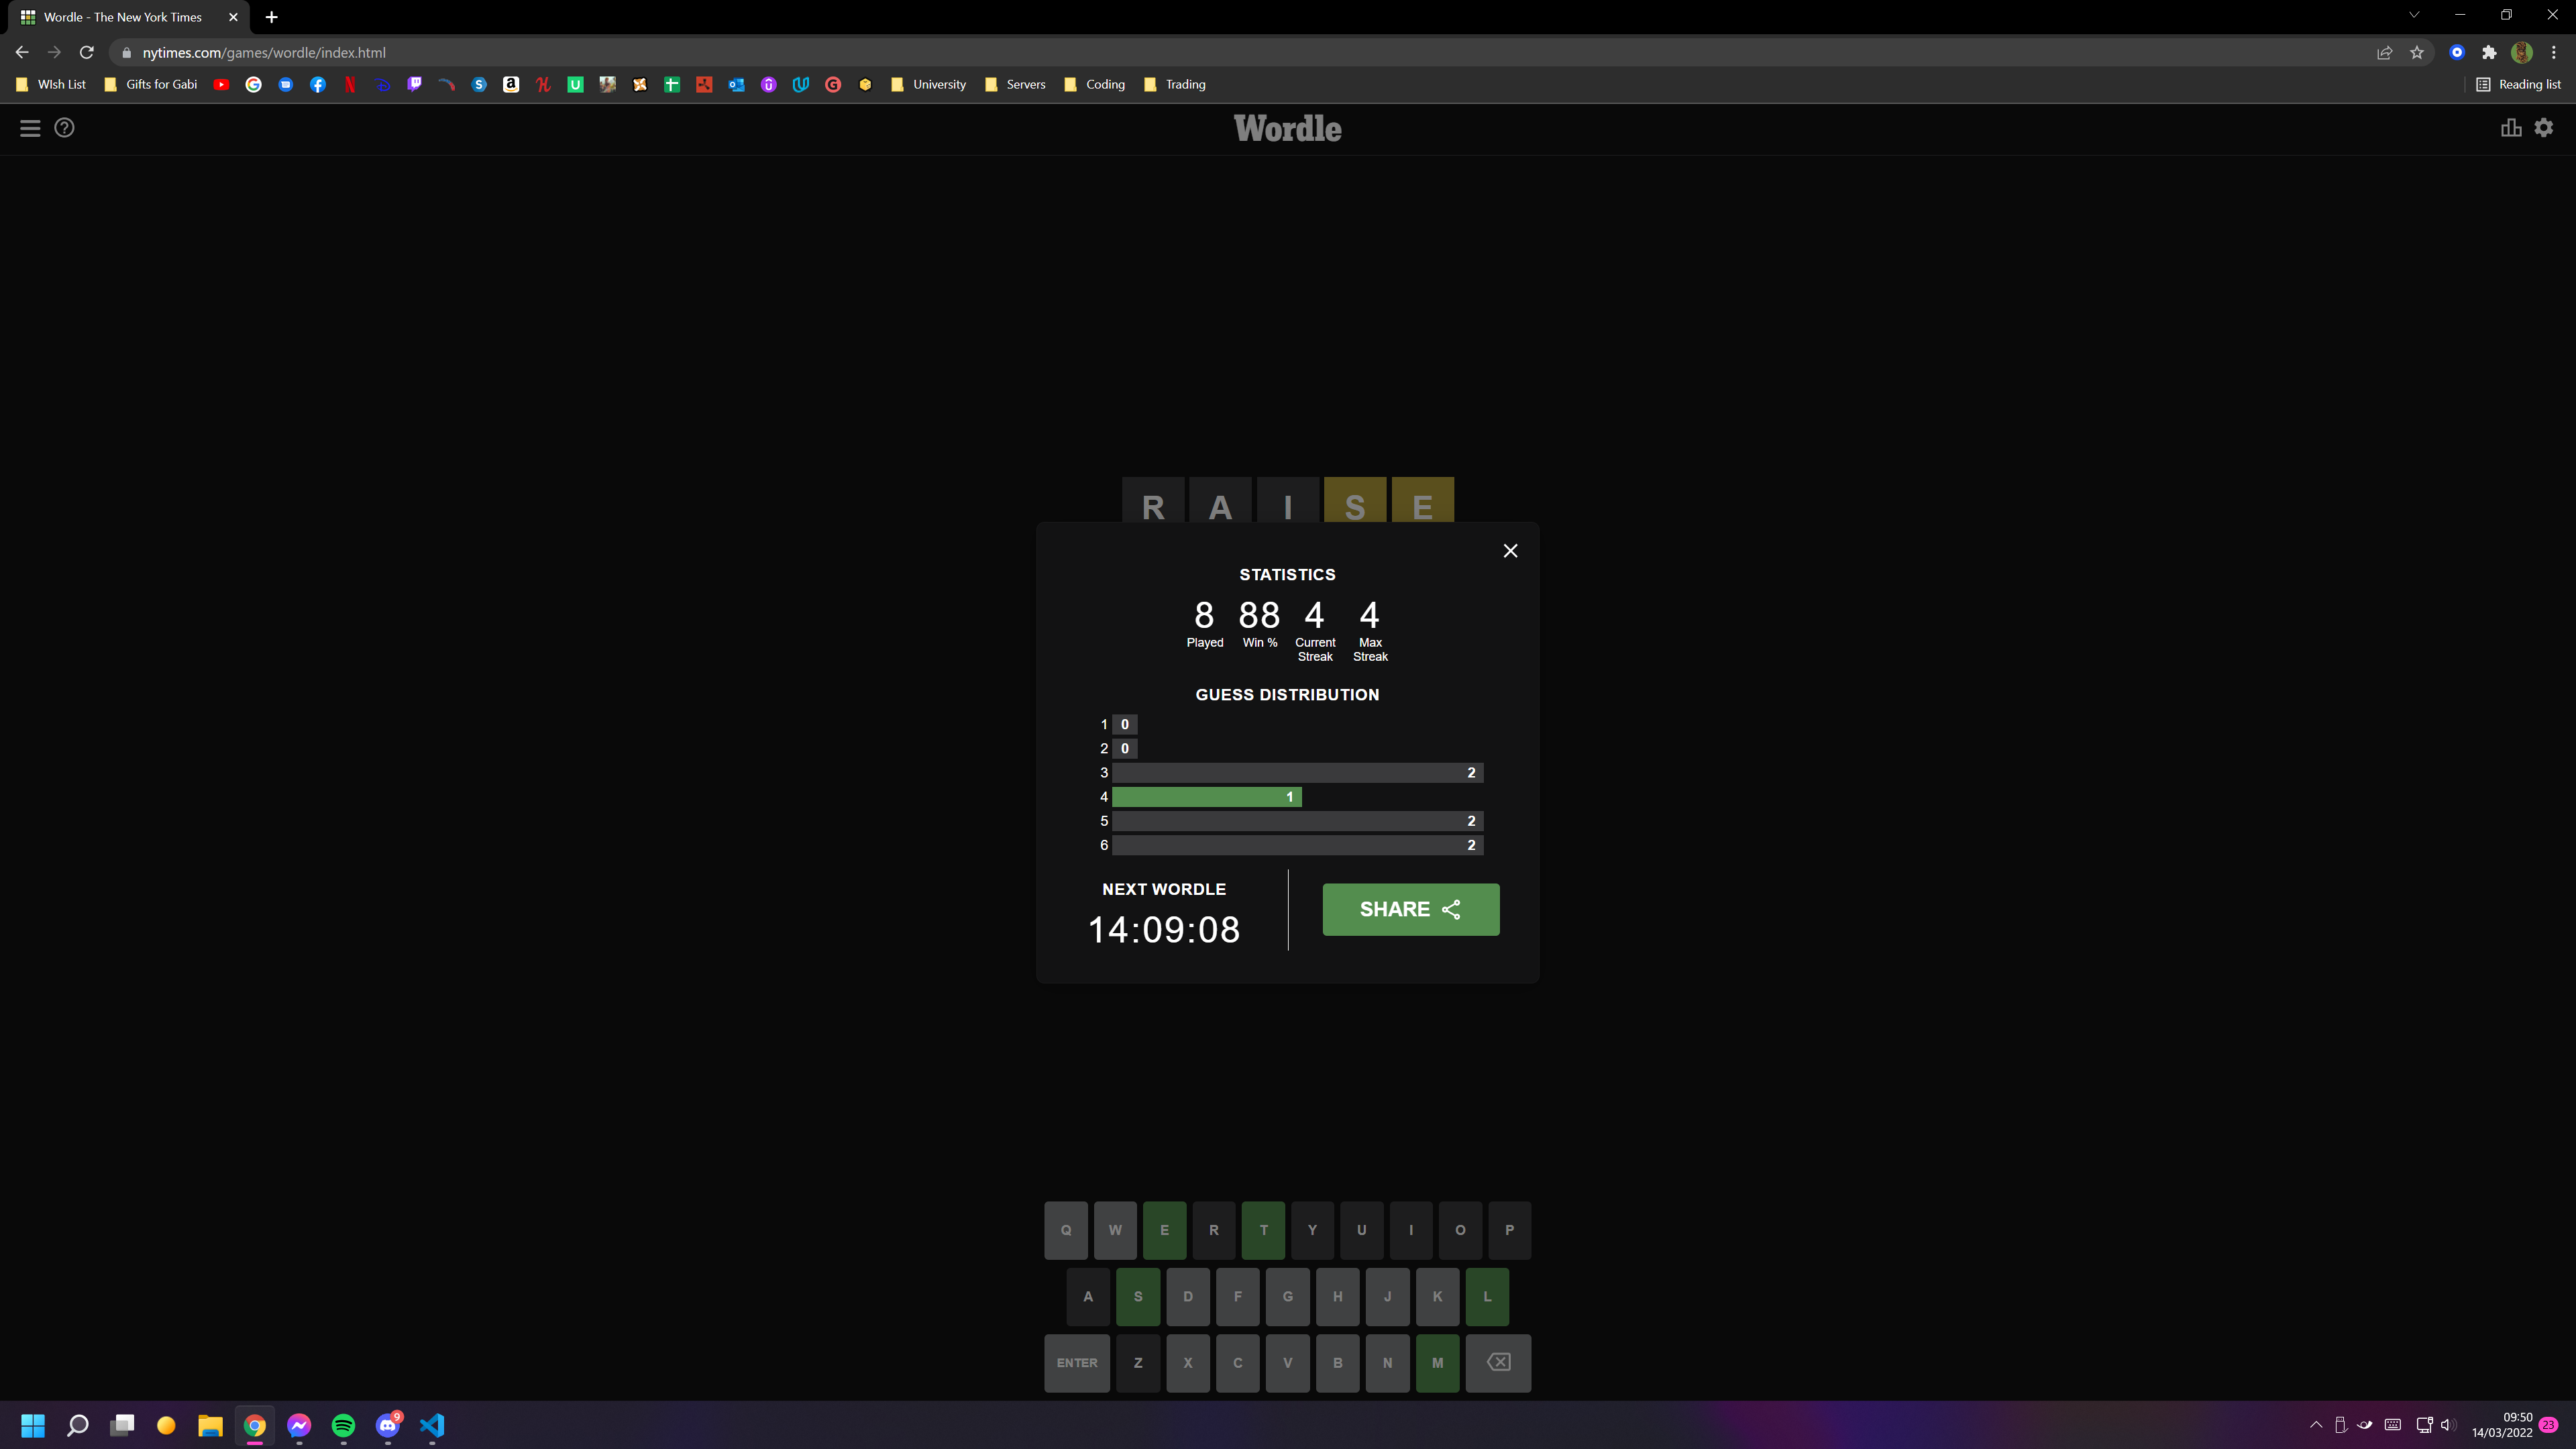 Wordle - The New York Times
nytimes.com/games/wordle/index.html
WIsh List Gifts for Gabi University Servers Coding Trading Reading list
Wordle
R A I S E
STATISTICS
8 88 4 4
Played Win % Current Streak Max Streak
GUESS DISTRIBUTION
1 0
2 0
3 2
4 1
5 2
6 2
NEXT WORDLE
14:09:08
SHARE
Q W E R T Y U I O P
A S D F G H J K L
ENTER Z X C V B N M
9
09:50
14/03/2022
23